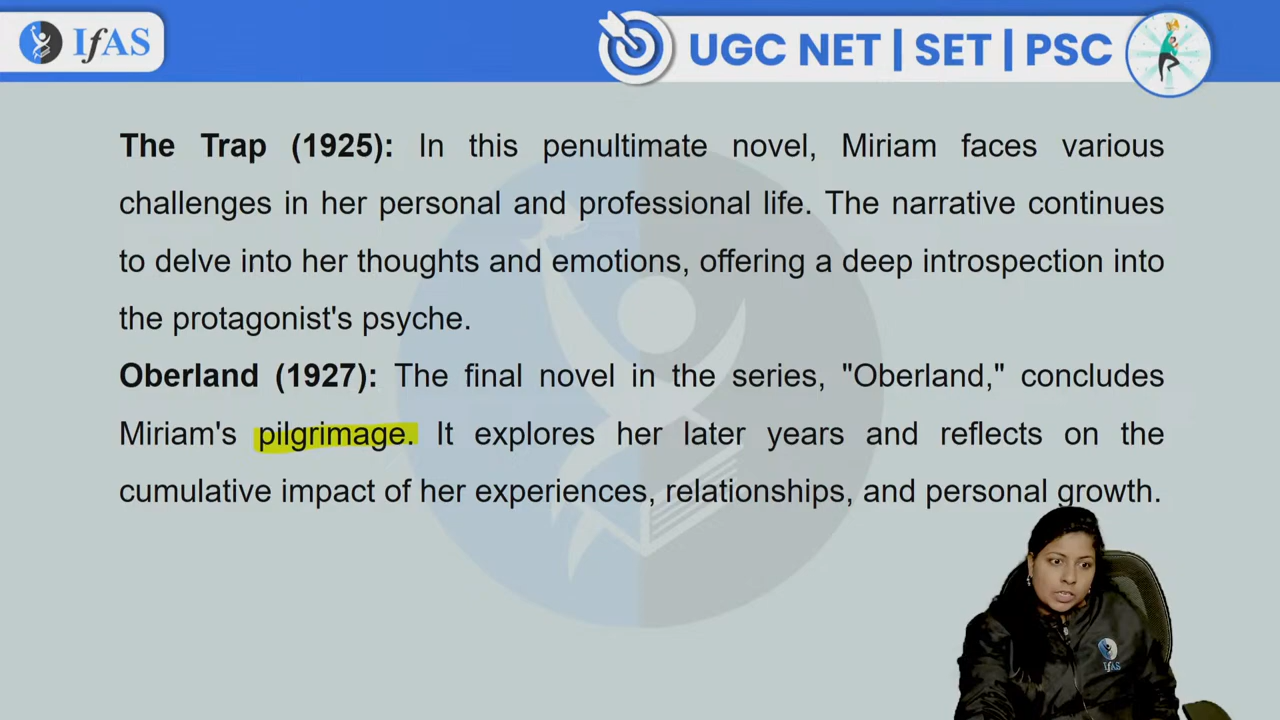 IfAS
UGC NET | SET | PSC
The Trap (1925): In this penultimate novel, Miriam faces various
challenges in her personal and professional life. The narrative continues
to delve into her thoughts and emotions, offering a deep introspection into
the protagonist's psyche.
Oberland (1927): The final novel in the series, "Oberland," concludes
Miriam's pilgrimage. It explores her later years and reflects on the
cumulative impact of her experiences, relationships, and personal growth.
IfAS